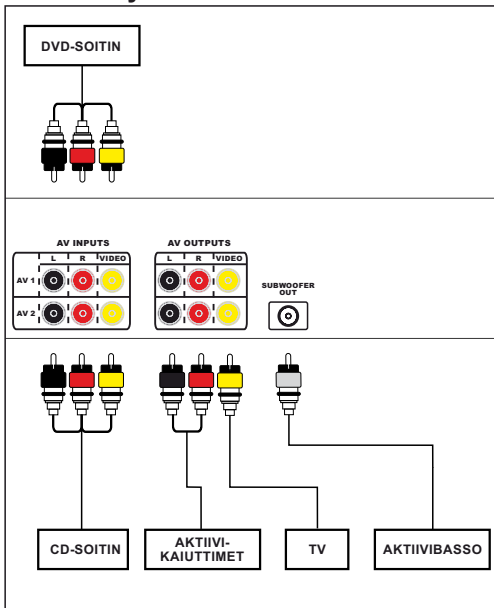 DVD-SOITIN
AV INPUTS AV OUTPUTS
L R VIDEO L R VIDEO
AV 1
SUBWOOFER
OUT
AV 2
CD-SOITIN
AKTIIVI-
KAIUTTIMET
TV
AKTIIVIBASSO